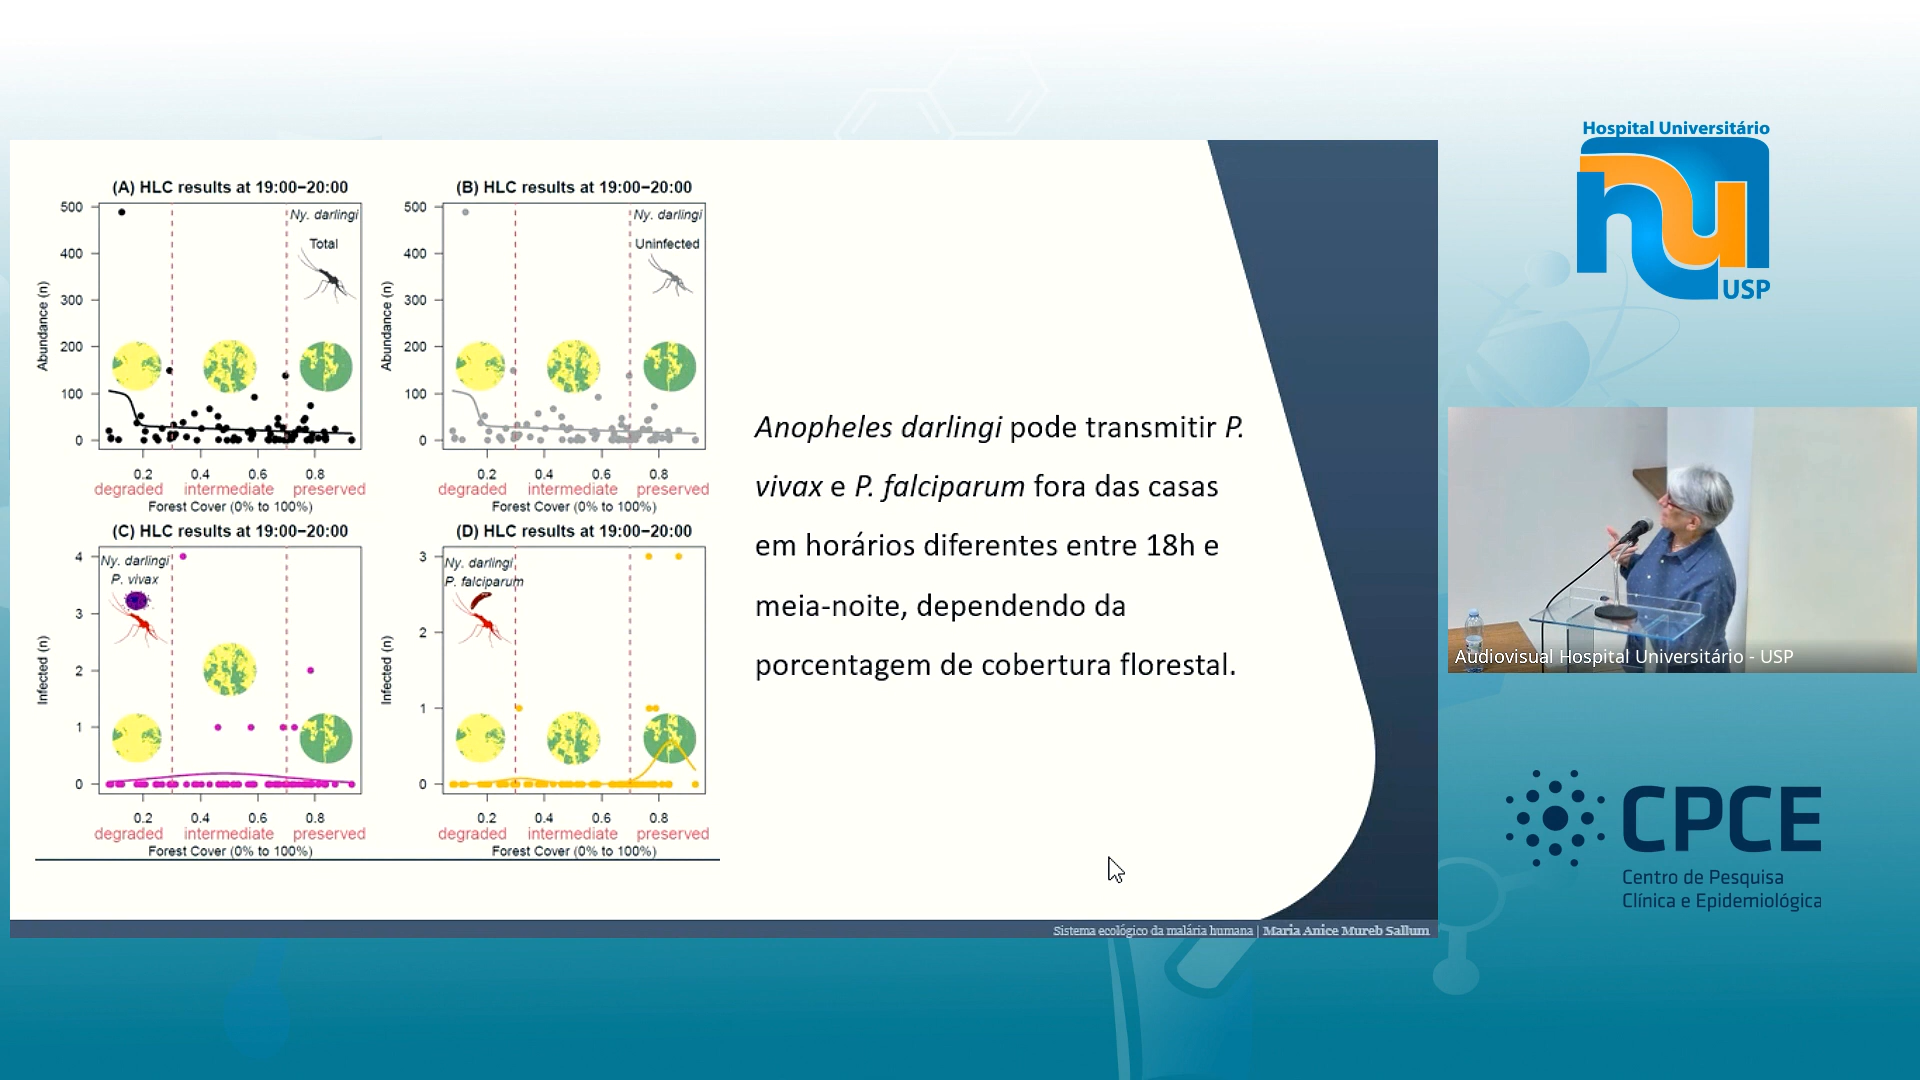 Hospital Universitário
USP
(A) HLC results at 19:00−20:00
Abundance (n)
500
400
300
200
100
0
Ny. darlingi
Total
0.2 0.4 0.6 0.8
degraded intermediate preserved
Forest Cover (0% to 100%)
(B) HLC results at 19:00−20:00
Abundance (n)
500
400
300
200
100
0
Ny. darlingi
Uninfected
0.2 0.4 0.6 0.8
degraded intermediate preserved
Forest Cover (0% to 100%)
(C) HLC results at 19:00−20:00
Infected (n)
4
3
2
1
0
Ny. darlingi
P. vivax
0.2 0.4 0.6 0.8
degraded intermediate preserved
Forest Cover (0% to 100%)
(D) HLC results at 19:00−20:00
Infected (n)
3
2
1
0
Ny. darlingi
P. falciparum
0.2 0.4 0.6 0.8
degraded intermediate preserved
Forest Cover (0% to 100%)
Anopheles darlingi pode transmitir P.
vivax e P. falciparum fora das casas
em horários diferentes entre 18h e
meia-noite, dependendo da
porcentagem de cobertura florestal.
Sistema ecológico da malária humana | Maria Anice Mureb Sallum
Audiovisual Hospital Universitário - USP
CPCE
Centro de Pesquisa
Clínica e Epidemiológica